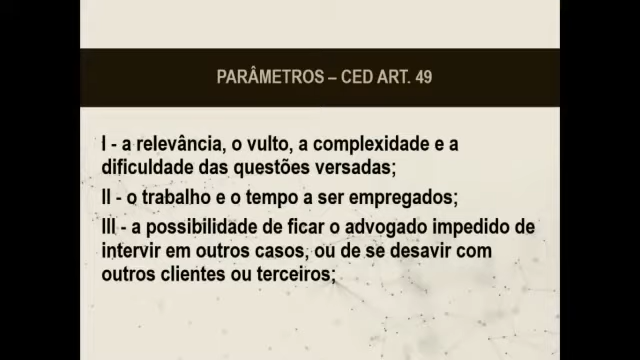 PARÂMETROS – CED ART. 49
I - a relevância, o vulto, a complexidade e a
dificuldade das questões versadas;
II - o trabalho e o tempo a ser empregados;
III - a possibilidade de ficar o advogado impedido de
intervir em outros casos, ou de se desavir com
outros clientes ou terceiros;